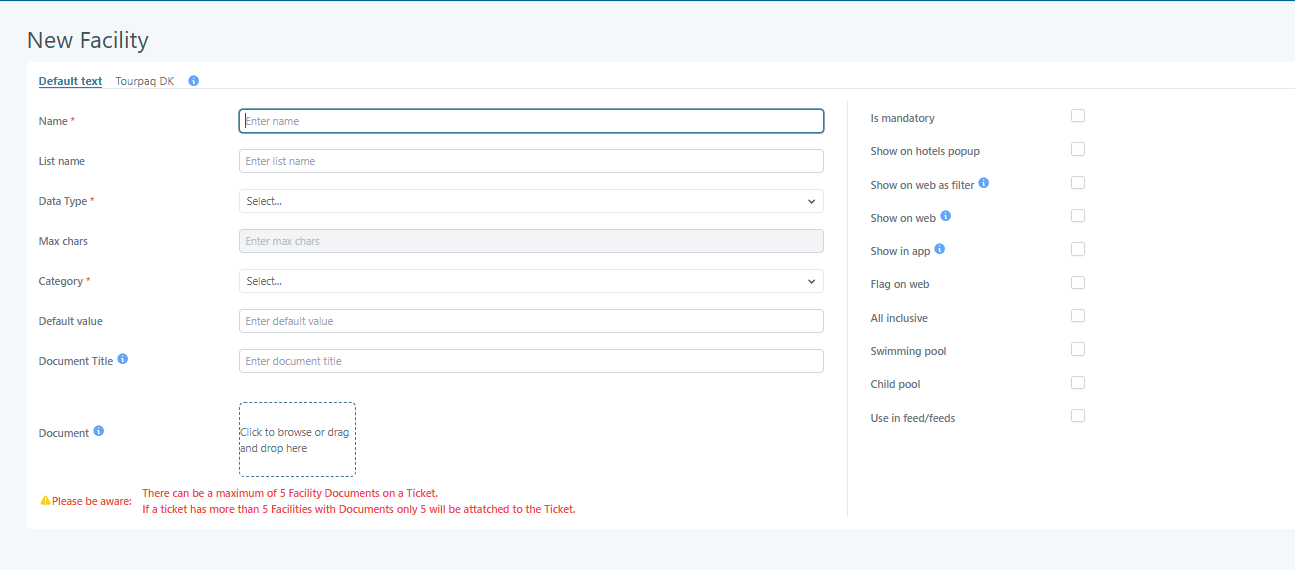 New Facility
Default text Tourpaq DK
Name * Enter name
List name Enter list name
Data Type * Select...
Max chars Enter max chars
Category * Select...
Default value Enter default value
Document Title Enter document title
Document Click to browse or drag
and drop here
Please be aware: There can be a maximum of 5 Facility Documents on a Ticket.
If a ticket has more than 5 Facilities with Documents only 5 will be attatched to the Ticket.
Is mandatory
Show on hotels popup
Show on web as filter
Show on web
Show in app
Flag on web
All inclusive
Swimming pool
Child pool
Use in feed/feeds